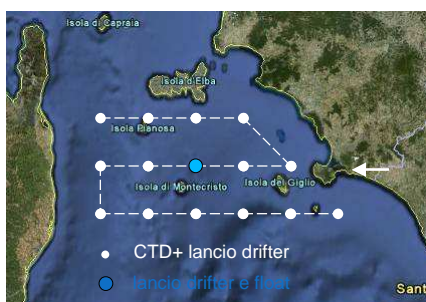 Isola di Capraia
Isola d'Elba
Isola Pianosa
Isola di Montecristo
Isola del Giglio
CTD+ lancio drifter
lancio drifter e float
Sant